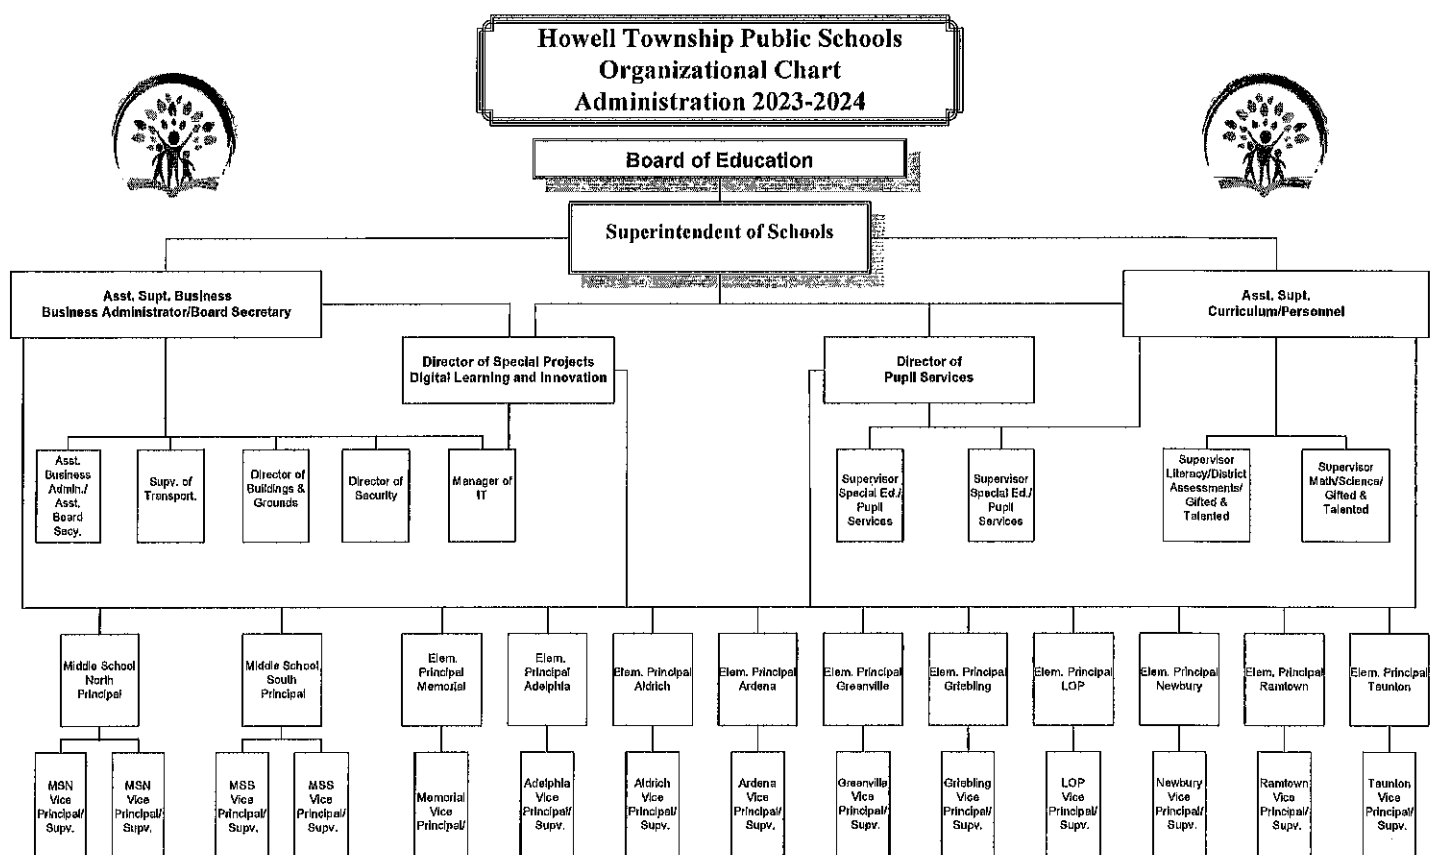 Howell Township Public Schools
Organizational Chart
Administration 2023-2024
Board of Education
Superintendent of Schools
Asst. Supt. Business
Business Administrator/Board Secretary
Asst. Supt.
Curriculum/Personnel
Director of Special Projects
Digital Learning and Innovation
Director of
Pupil Services
Asst.
Business
Admin./
Asst.
Board
Secy.
Supv. of
Transport.
Director of
Buildings &
Grounds
Director of
Security
Manager of
IT
Supervisor
Special Ed./
Pupil
Services
Supervisor
Special Ed./
Pupil
Services
Supervisor
Literacy/District
Assessments/
Gifted &
Talented
Supervisor
Math/Science/
Gifted &
Talented
Middle School
North
Principal
Middle School
South
Principal
Elem.
Principal
Memorial
Elem.
Principal
Adelphia
Elem. Principal
Aldrich
Elem. Principal
Ardena
Elem. Principal
Greenville
Elem. Principal
Griebling
Elem. Principal
LOP
Elem. Principal
Newbury
Elem. Principal
Ramtown
Elem. Principal
Taunton
MSN
Vice
Principal/
Supv.
MSN
Vice
Principal/
Supv.
MSS
Vice
Principal/
Supv.
MSS
Vice
Principal/
Supv.
Memorial
Vice
Principal/
Adelphia
Vice
Principal/
Supv.
Aldrich
Vice
Principal/
Supv.
Ardena
Vice
Principal/
Supv.
Greenville
Vice
Principal/
Supv.
Griebling
Vice
Principal/
Supv.
LOP
Vice
Principal/
Supv.
Newbury
Vice
Principal/
Supv.
Ramtown
Vice
Principal/
Supv.
Taunton
Vice
Principal/
Supv.